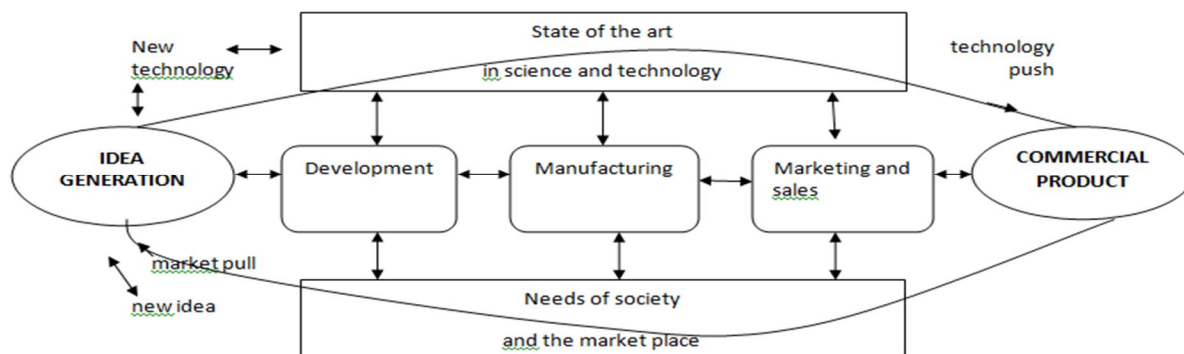 State of the art
in science and technology
New
technology
technology
push
IDEA
GENERATION
Development
Manufacturing
Marketing and
sales
COMMERCIAL
PRODUCT
market pull
new idea
Needs of society
and the market place